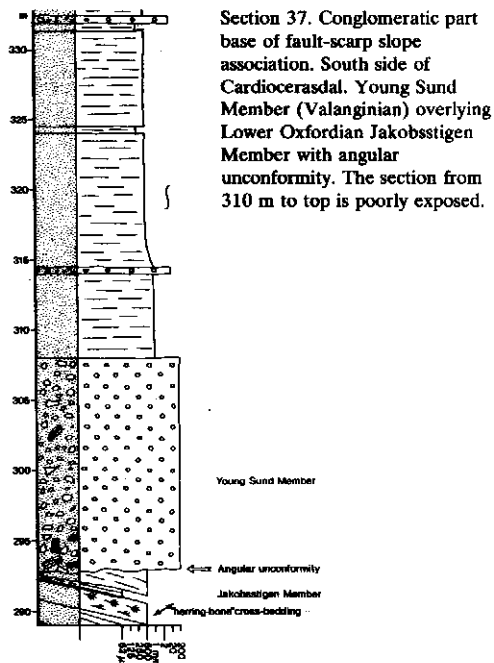 Section 37. Conglomeratic part
base of fault-scarp slope
association. South side of
Cardiocerasdal. Young Sund
Member (Valanginian) overlying
Lower Oxfordian Jakobsstigen
Member with angular
unconformity. The section from
310 m to top is poorly exposed.
m
330
325
320
315
310
305
300
295
290
Young Sund Member
Angular unconformity
Jakobsstigen Member
"herring-bone" cross-bedding